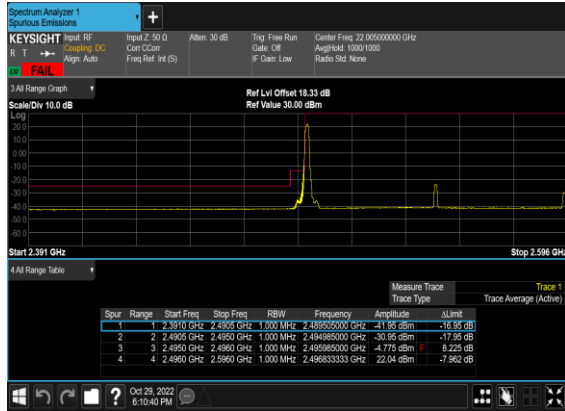 Spectrum Analyzer 1
Spurious Emissions
+
KEYSIGHT Input: RF Input Z: 50 Ω Atten: 30 dB Trig: Free Run Center Freq: 22.005000000 GHz
R T Coupling: DC Corr CCorr Gate: Off Avg|Hold: 1000/1000
Align: Auto Freq Ref: Int (S) IF Gain: Low Radio Std: None
FAIL
3 All Range Graph Ref Lvl Offset 18.33 dB
Scale/Div 10.0 dB Ref Value 30.00 dBm
Log
20.0
10.0
0.00
-10.0
-20.0
-30.0
-40.0
-50.0
-60.0
Start 2.391 GHz Stop 2.596 GHz
4 All Range Table
Measure Trace Trace 1
Trace Type Trace Average (Active)
Spur Range Start Freq Stop Freq RBW Frequency Amplitude ΔLimit
1 1 2.3910 GHz 2.4905 GHz 1.000 MHz 2.489505000 GHz -41.95 dBm -16.95 dB
2 2 2.4905 GHz 2.4950 GHz 1.000 MHz 2.494985000 GHz -30.95 dBm -17.95 dB
3 3 2.4950 GHz 2.4960 GHz 1.000 MHz 2.495985000 GHz -4.775 dBm F 8.225 dB
4 4 2.4960 GHz 2.5960 GHz 1.000 MHz 2.496833333 GHz 22.04 dBm -7.962 dB
? Oct 29, 2022
6:10:40 PM